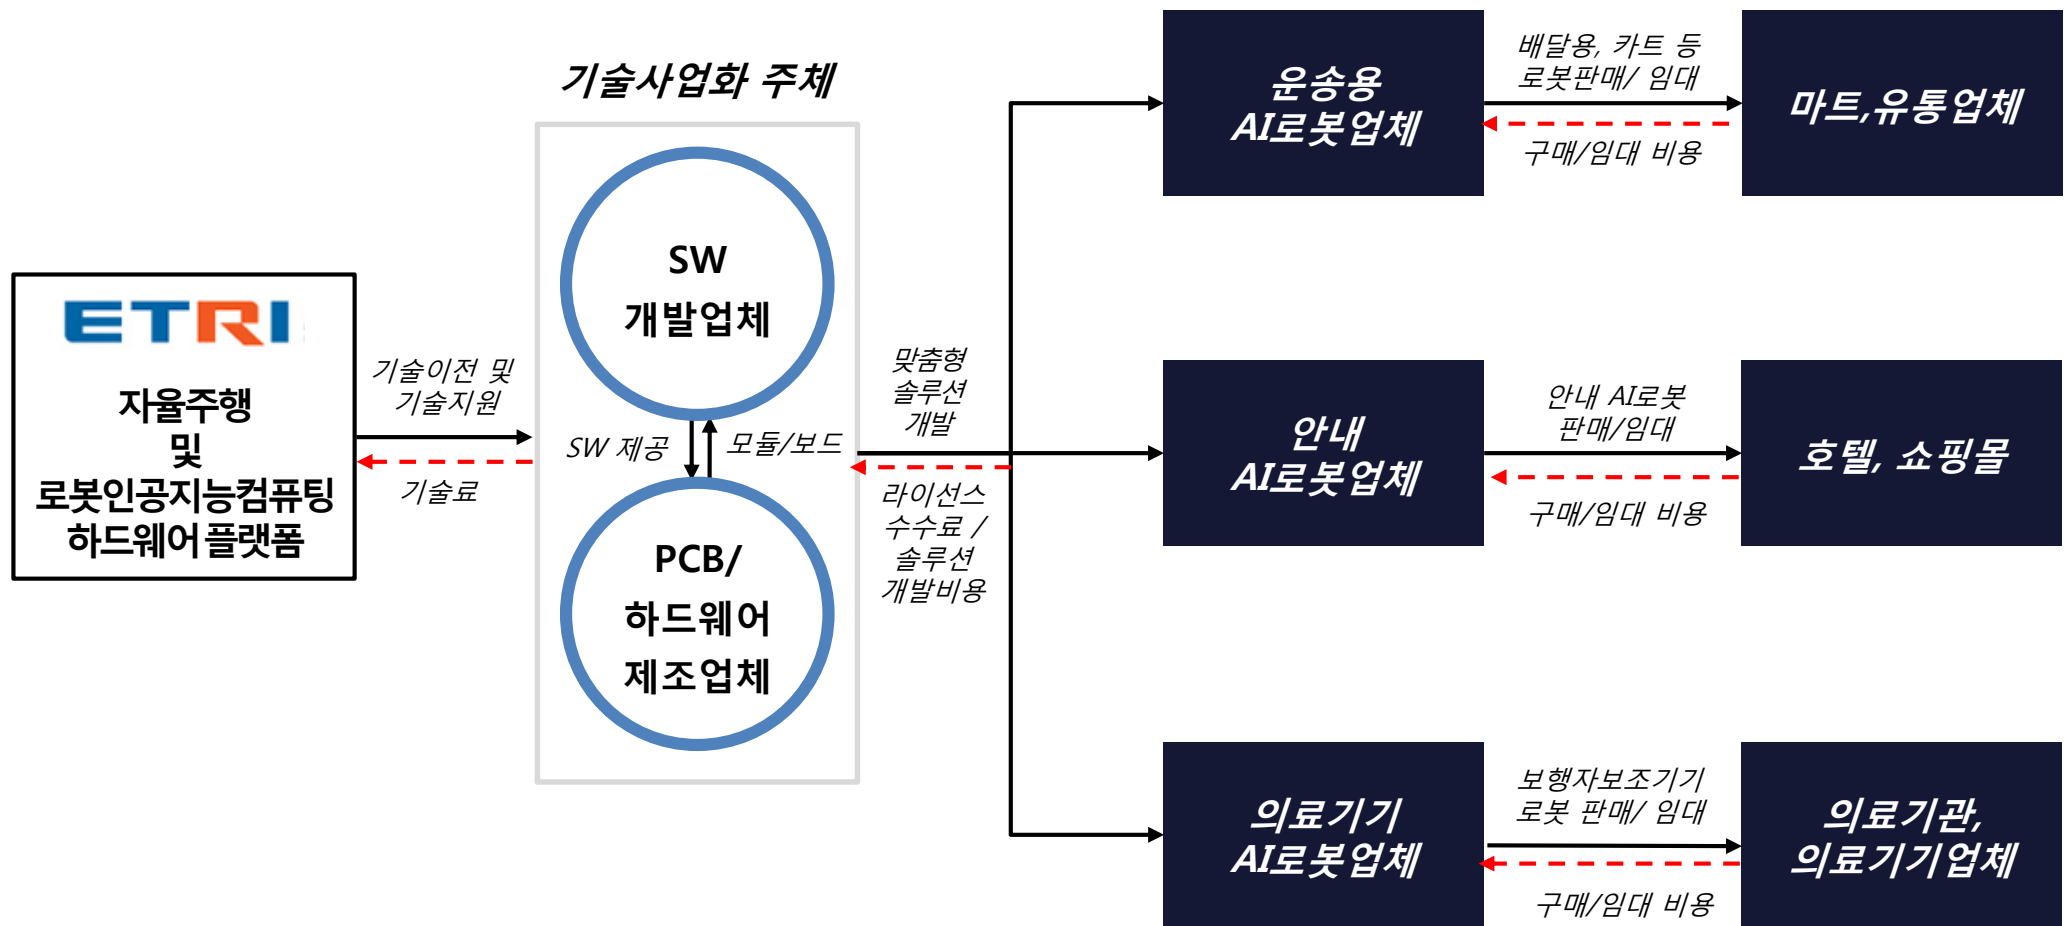 기술사업화 주체
ETRI
자율주행
및
로봇인공지능컴퓨팅
하드웨어 플랫폼
기술이전 및
기술지원
기술료
SW
개발업체
SW 제공
모듈/보드
PCB/
하드웨어
제조업체
맞춤형
솔루션
개발
라이선스
수수료 /
솔루션
개발비용
운송용
AI로봇업체
배달용, 카트 등
로봇판매/ 임대
구매/임대 비용
마트,유통업체
안내
AI로봇업체
안내 AI로봇
판매/임대
구매/임대 비용
호텔, 쇼핑몰
의료기기
AI로봇업체
보행자보조기기
로봇 판매/ 임대
구매/임대 비용
의료기관,
의료기기업체